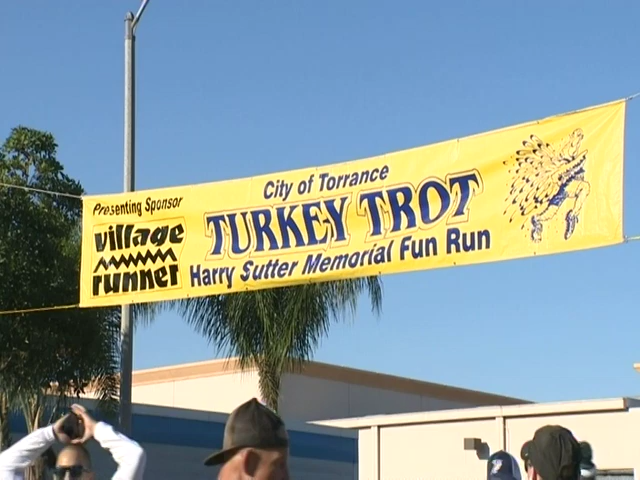 Presenting Sponsor
village
runner
City of Torrance
TURKEY TROT
Harry Sutter Memorial Fun Run